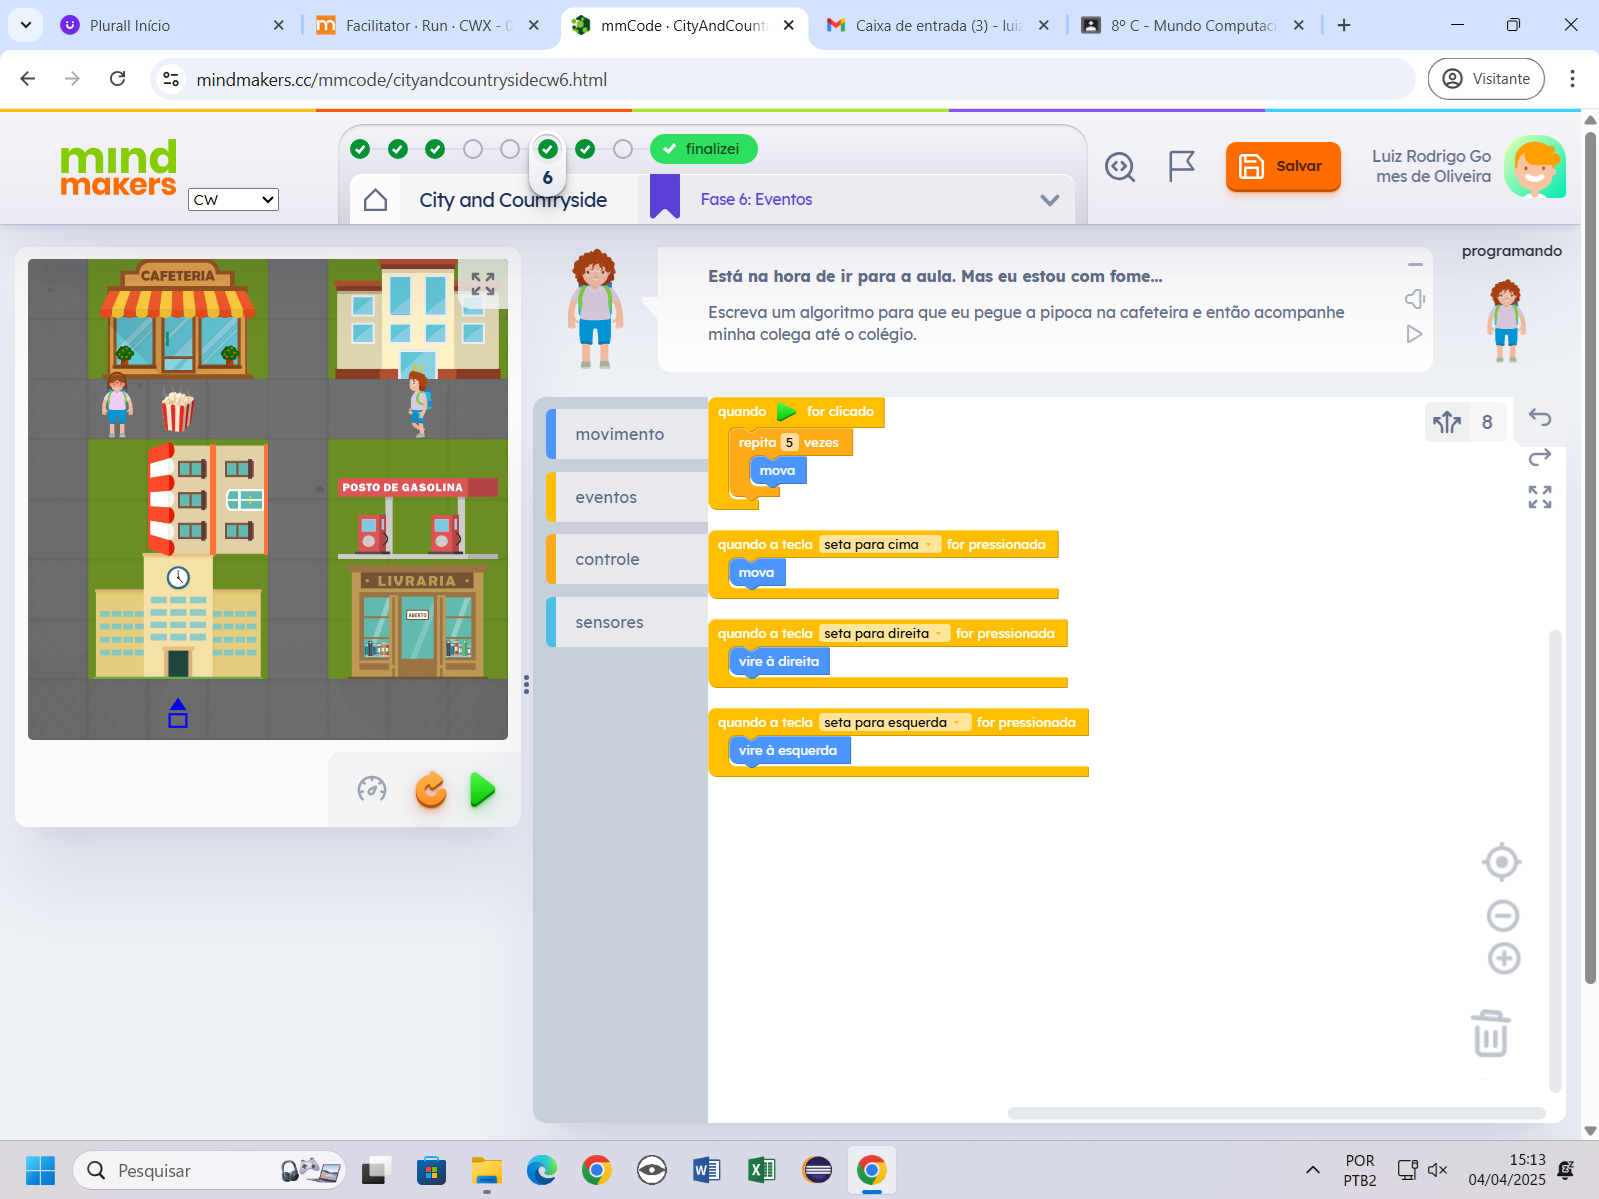 Plurall Início
Facilitator · Run · CWX - 0
mmCode · CityAndCount
Caixa de entrada (3) - luiz
8º C - Mundo Computaci
mindmakers.cc/mmcode/cityandcountrysidecw6.html
Visitante
mind
makers
CW
6
finalizei
City and Countryside
Fase 6: Eventos
Salvar
Luiz Rodrigo Go
mes de Oliveira
CAFETERIA
POSTO DE GASOLINA
LIVRARIA
ABERTO
Está na hora de ir para a aula. Mas eu estou com fome...
Escreva um algoritmo para que eu pegue a pipoca na cafeteira e então acompanhe
minha colega até o colégio.
programando
movimento
eventos
controle
sensores
quando for clicado
repita 5 vezes
mova
quando a tecla seta para cima for pressionada
mova
quando a tecla seta para direita for pressionada
vire à direita
quando a tecla seta para esquerda for pressionada
vire à esquerda
8
Pesquisar
POR
PTB2
15:13
04/04/2025